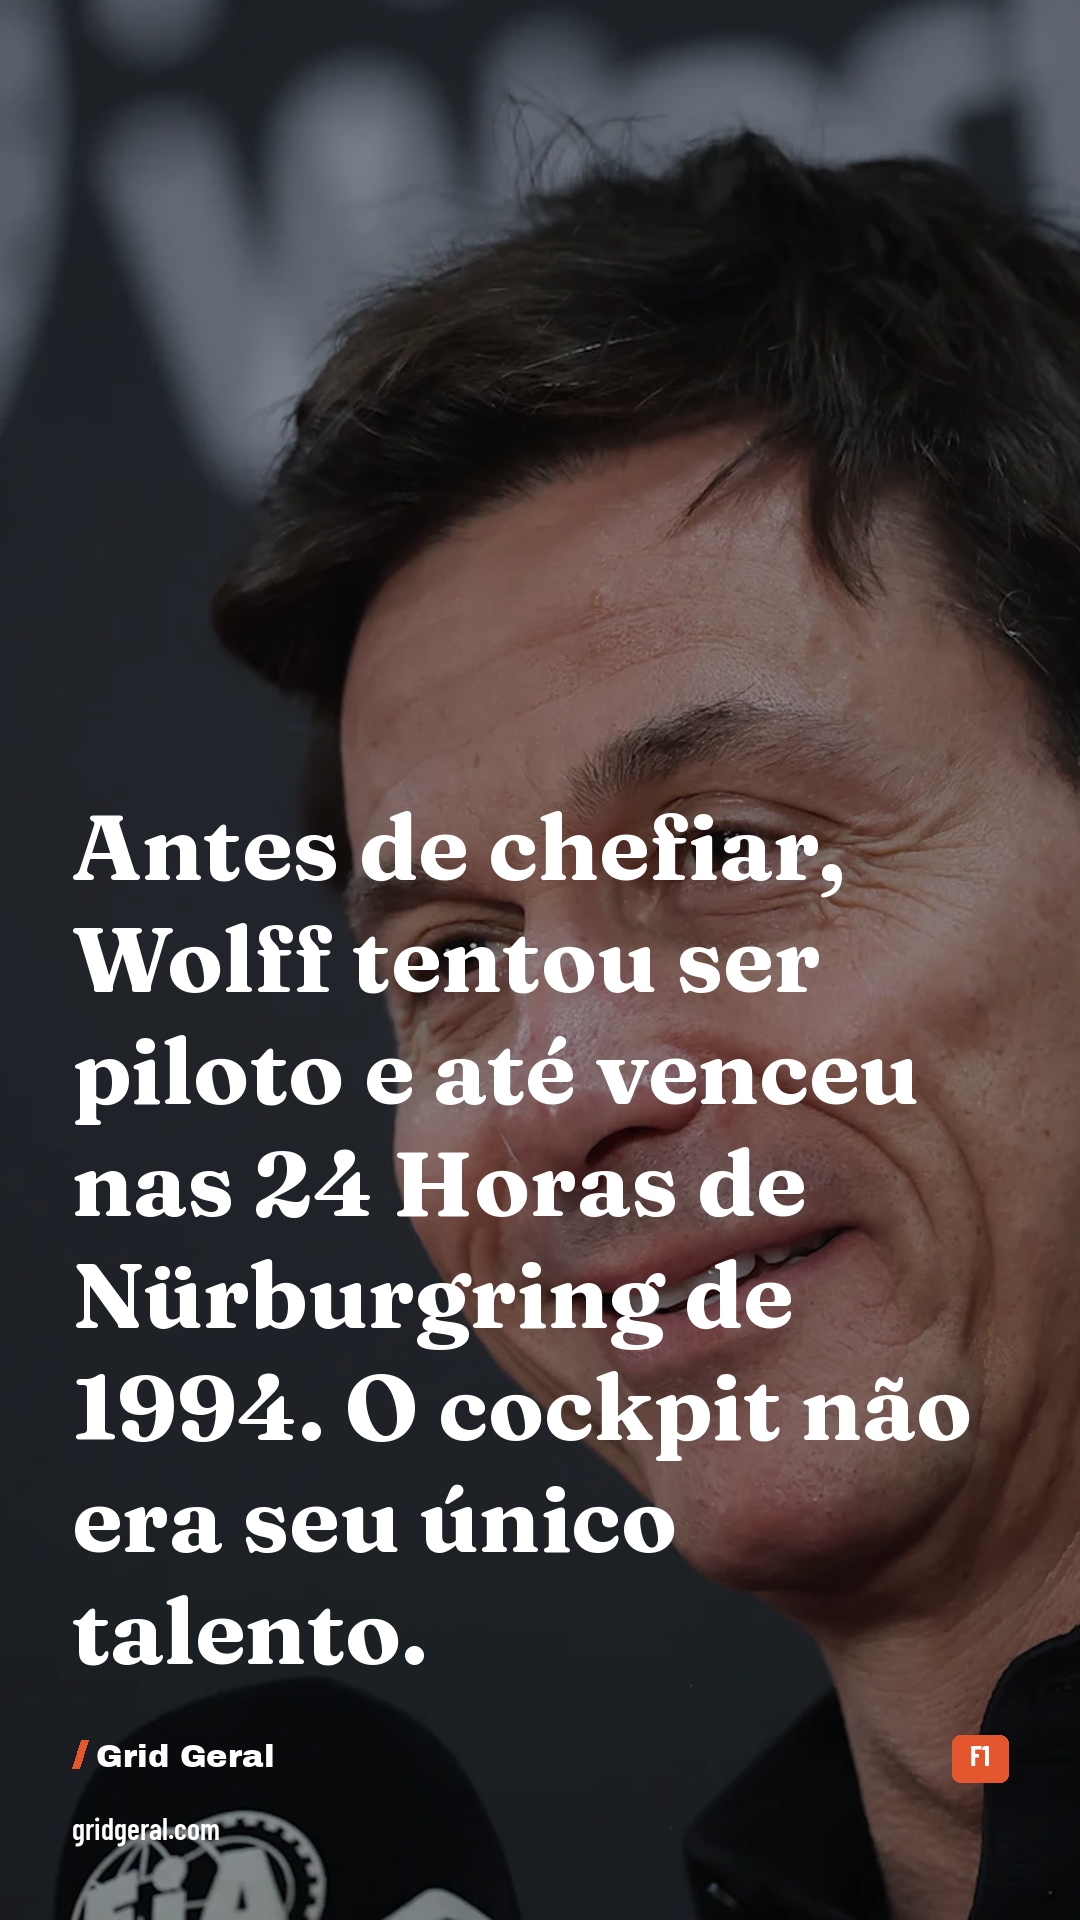 Antes de chefiar,
Wolff tentou ser
piloto e até venceu
nas 24 Horas de
Nürburgring de
1994. O cockpit não
era seu único
talento.
/ Grid Geral
F1
gridgeral.com
FiA